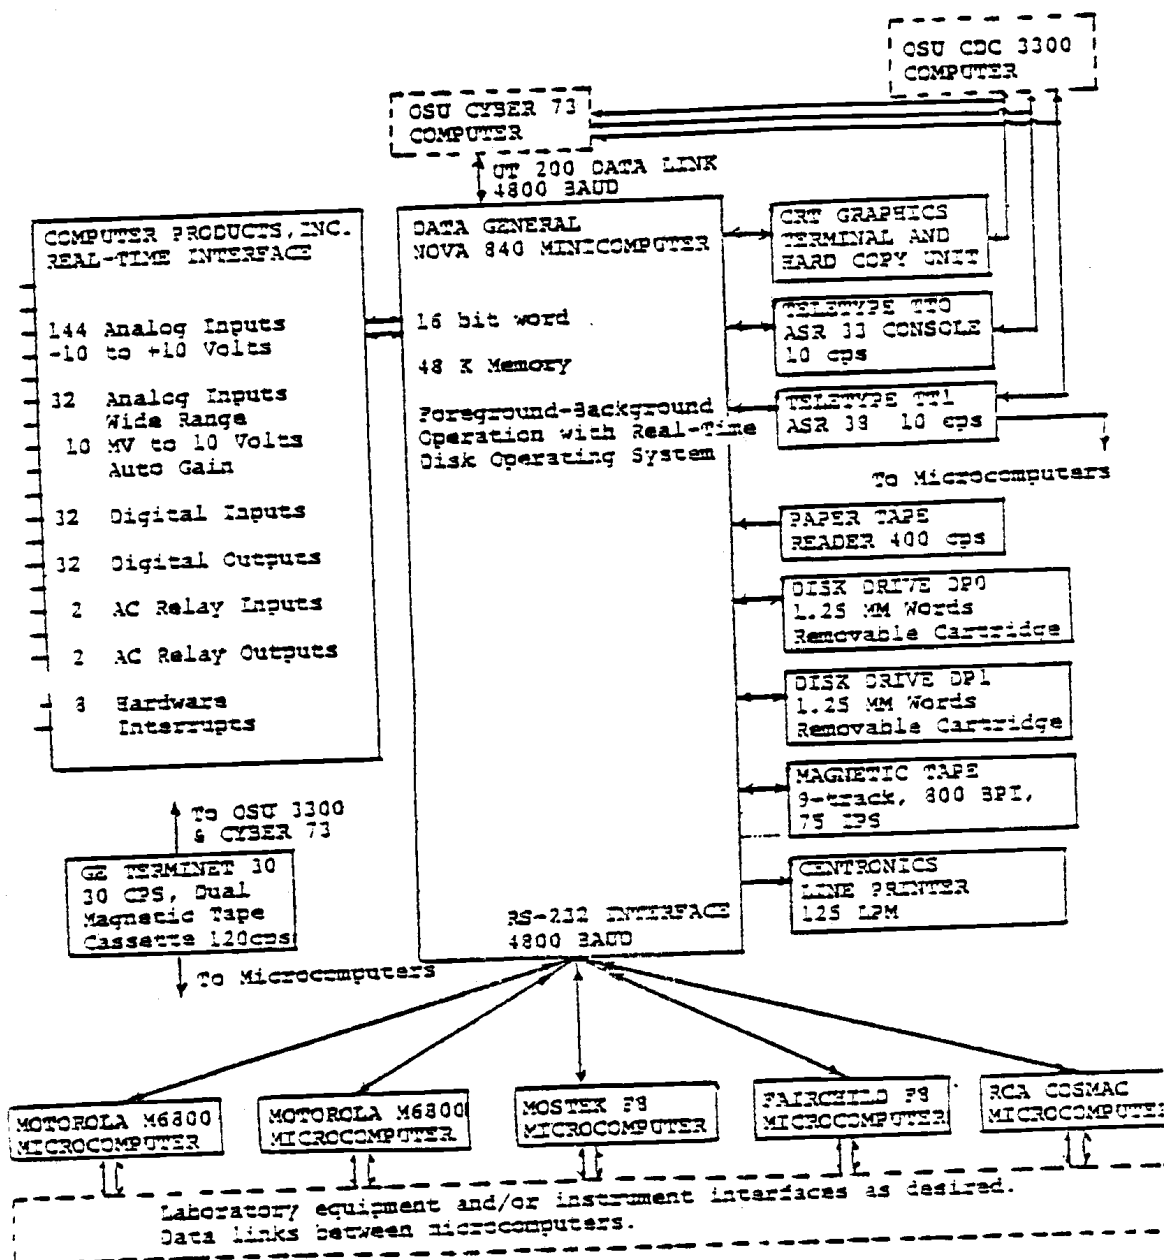 OSU CDC 3300
COMPUTER
OSU CYBER 73
COMPUTER
UT 200 DATA LINK
4800 BAUD
COMPUTER PRODUCTS, INC.
REAL-TIME INTERFACE
144 Analog Inputs
-10 to +10 Volts
32 Analog Inputs
Wide Range
10 MV to 10 Volts
Auto Gain
32 Digital Inputs
32 Digital Outputs
2 AC Relay Inputs
2 AC Relay Outputs
8 Hardware
Interrupts
DATA GENERAL
NOVA 840 MINICOMPUTER
16 bit word
48 K Memory
Foreground-Background
Operation with Real-Time
Disk Operating System
RS-232 INTERFACE
4800 BAUD
CRT GRAPHICS
TERMINAL AND
HARD COPY UNIT
TELETYPE TT0
ASR 33 CONSOLE
10 cps
TELETYPE TT1
ASR 38 10 cps
To Microcomputers
PAPER TAPE
READER 400 cps
DISK DRIVE DP0
1.25 MM Words
Removable Cartridge
DISK DRIVE DP1
1.25 MM Words
Removable Cartridge
MAGNETIC TAPE
9-track, 800 BPI,
75 IPS
CENTRONICS
LINE PRINTER
125 LPM
To OSU 3300
& CYBER 73
GE TERMINET 30
30 CPS, Dual
Magnetic Tape
Cassette 120cps
To Microcomputers
MOTOROLA M6800
MICROCOMPUTER
MOTOROLA M6800
MICROCOMPUTER
MOSTEK F8
MICROCOMPUTER
FAIRCHILD F8
MICROCOMPUTER
RCA COSMAC
MICROCOMPUTER
Laboratory equipment and/or instrument interfaces as desired.
Data links between microcomputers.